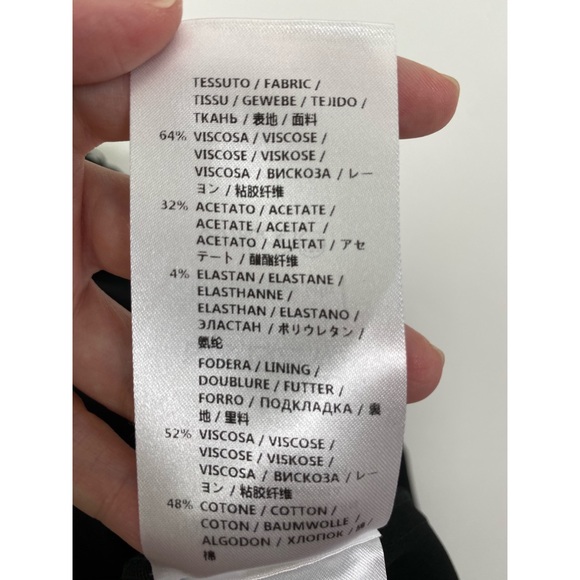 TESSUTO / FABRIC /
TISSU / GEWEBE / TEJIDO /
ТКАНЬ / 表地 / 面料
64% VISCOSA / VISCOSE /
VISCOSE / VISKOSE /
VISCOSA / ВИСКОЗА / レー
ヨン / 粘胶纤维
32% ACETATO / ACETATE /
ACETATE / ACETAT /
ACETATO / АЦЕТАТ / アセ
テート / 醋酯纤维
4% ELASTAN / ELASTANE /
ELASTHANNE /
ELASTHAN / ELASTANO /
ЭЛАСТАН / ポリウレタン /
氨纶
FODERA / LINING /
DOUBLURE / FUTTER /
FORRO / ПОДКЛАДКА / 裏
地 / 里料
52% VISCOSA / VISCOSE /
VISCOSE / VISKOSE /
VISCOSA / ВИСКОЗА / レー
ヨン / 粘胶纤维
48% COTONE / COTTON /
COTON / BAUMWOLLE /
ALGODON / ХЛОПОК / 綿 /
棉